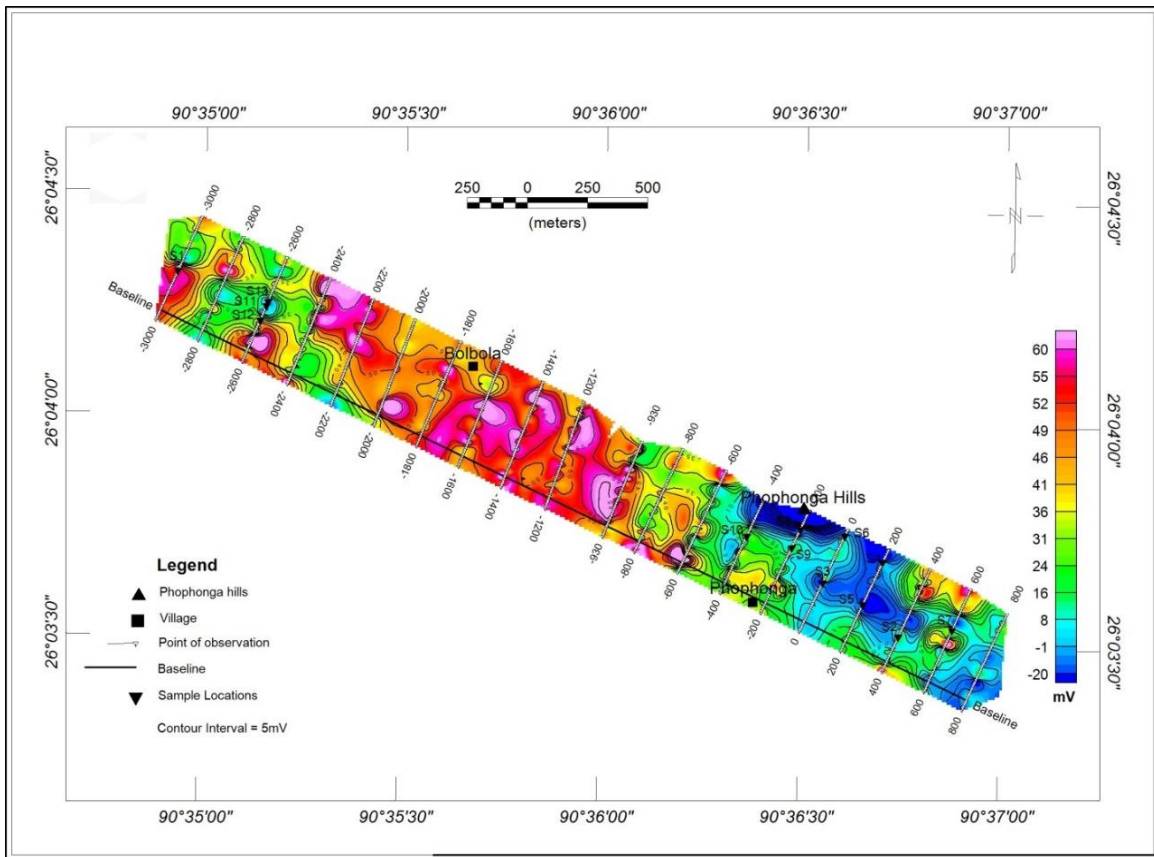 90°35'00" 90°35'30" 90°36'00" 90°36'30" 90°37'00"
26°04'30" 26°04'30"
250 0 250 500
(meters)
N
-3000 -2800 -2600 -2400 -2200 -2000 -1800 -1600 -1400 -1200 -930 -800 -600 -400 -200 0 200 400 600 800
S1
S13
S11
S12
Baseline
Bolbola
26°04'00" 26°04'00"
-3000 -2800 -2600 -2400 -2200 -2000 -1800 -1600 -1400 -1200 -930 -800 -600 -400 -200 0 200 400 600 800
Phophonga Hills
S10
S6
S9
S3
S5
S2
S7
Phophonga
Baseline
26°03'30" 26°03'30"
60
55
52
49
46
41
36
31
24
16
8
-1
-20
mV
Legend
Phophonga hills
Village
Point of observation
Baseline
Sample Locations
Contour Interval = 5mV
90°35'00" 90°35'30" 90°36'00" 90°36'30" 90°37'00"